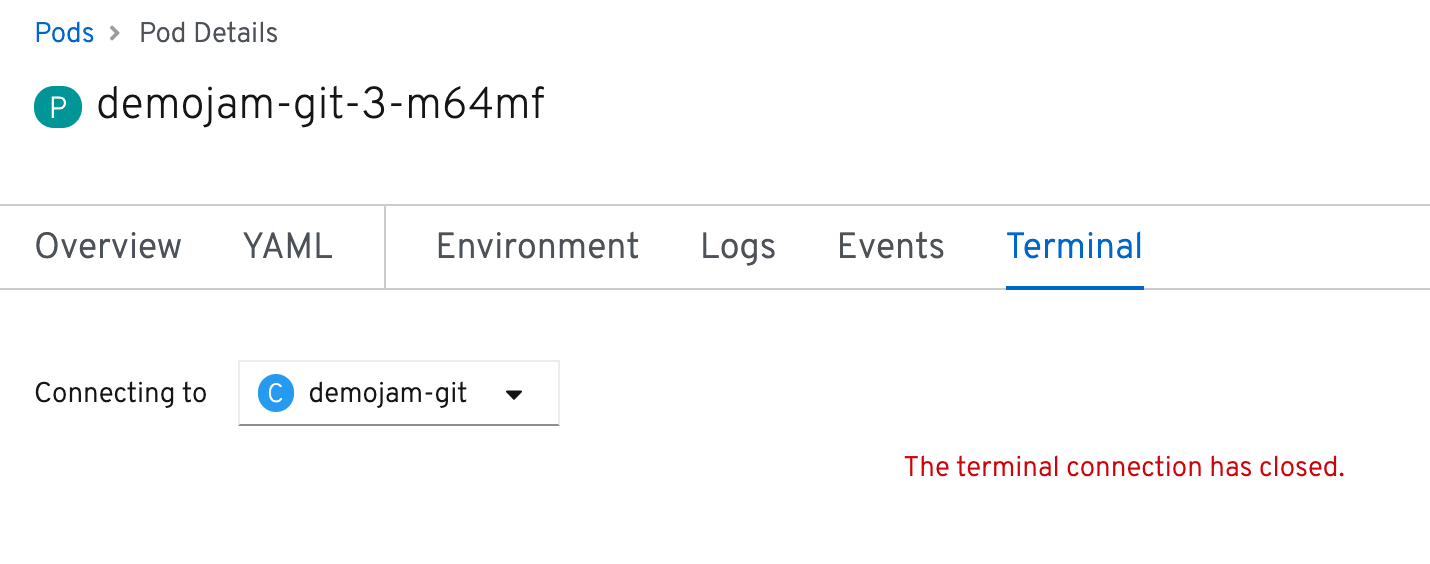 Pods > Pod Details
P demojam-git-3-m64mf
Overview YAML Environment Logs Events Terminal
Connecting to C demojam-git
The terminal connection has closed.